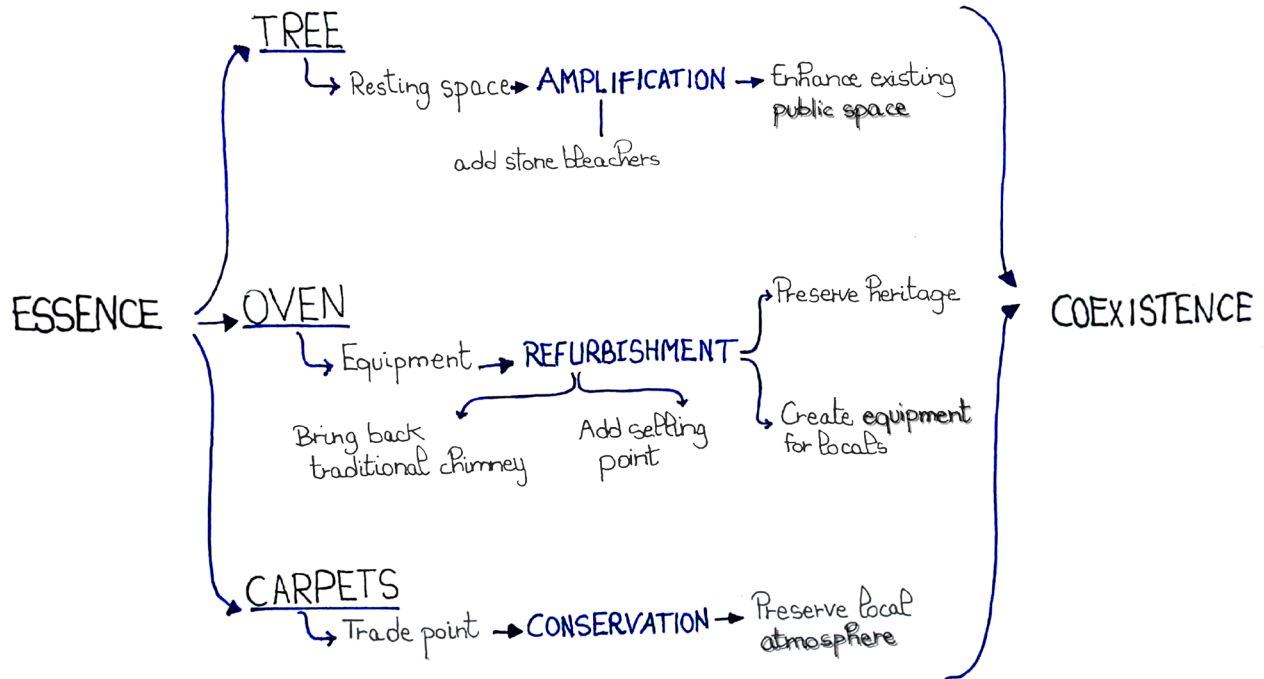 TREE
Resting space
AMPLIFICATION
Enhance existing
public space
add stone bleachers
ESSENCE
OVEN
Equipment
REFURBISHMENT
Preserve heritage
Create equipment
for locals
Bring back
traditional chimney
Add selling
point
CARPETS
Trade point
CONSERVATION
Preserve local
atmosphere
COEXISTENCE